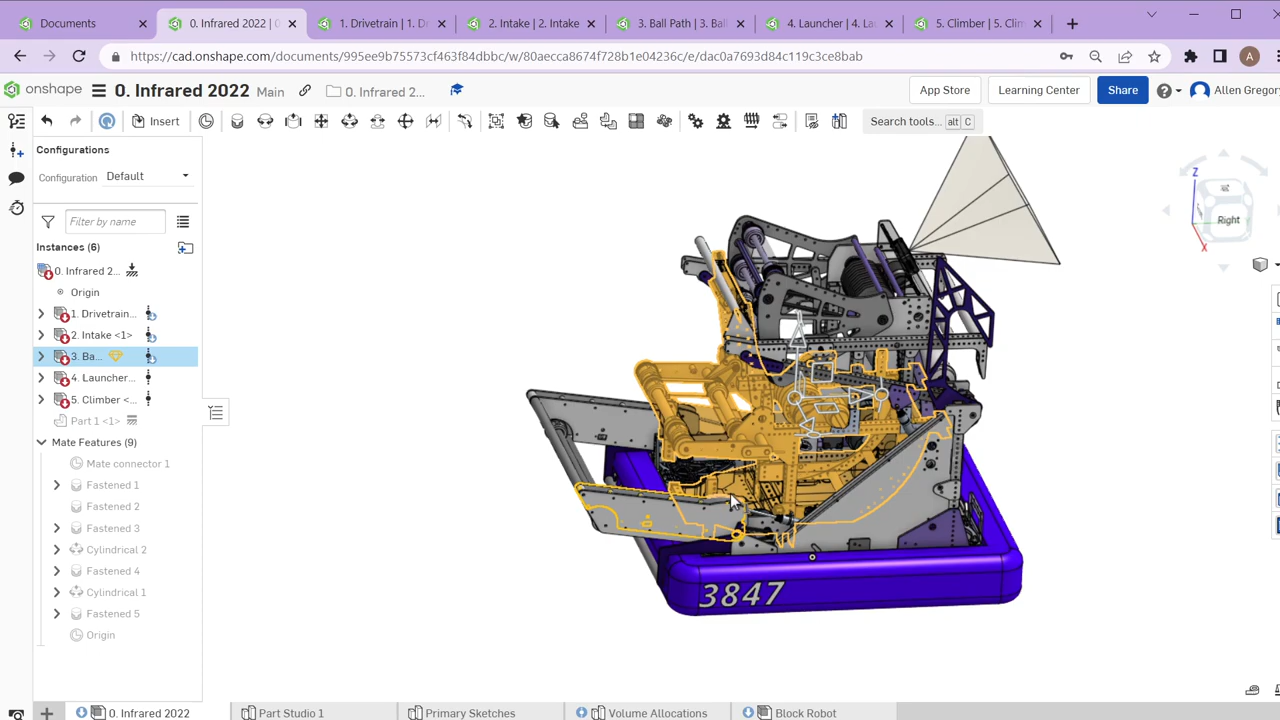 Documents
0. Infrared 2022 | 0
1. Drivetrain | 1. D
2. Intake | 2. Intake
3. Ball Path | 3. Bal
4. Launcher | 4. La
5. Climber | 5. Clim
https://cad.onshape.com/documents/995ee9b75573cf463f84dbbc/w/80aecca8674f728b1e04236c/e/dac0a7693d84c119c3ce8bab
A
onshape
0. Infrared 2022
Main
0. Infrared 2...
App Store
Learning Center
Share
Allen Gregory
Insert
Search tools...
alt
C
Configurations
Configuration
Default
Filter by name
Instances (6)
0. Infrared 2...
Origin
1. Drivetrain...
2. Intake <1>
3. Ba...
4. Launcher...
5. Climber <...
Part 1 <1>
Mate Features (9)
Mate connector 1
Fastened 1
Fastened 2
Fastened 3
Cylindrical 2
Fastened 4
Cylindrical 1
Fastened 5
Origin
Z
Right
X
3847
0. Infrared 2022
Part Studio 1
Primary Sketches
Volume Allocations
Block Robot